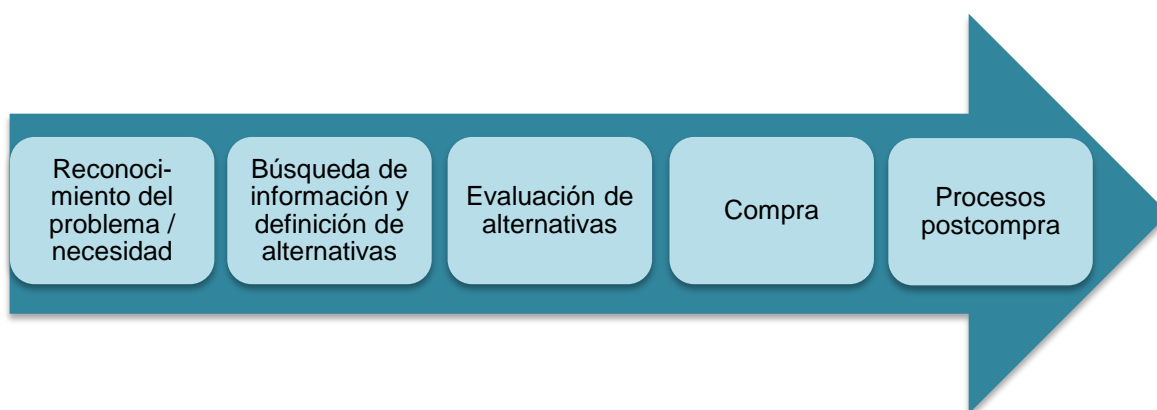 Reconoci-
miento del
problema /
necesidad
Búsqueda de
información y
definición de
alternativas
Evaluación de
alternativas
Compra
Procesos
postcompra